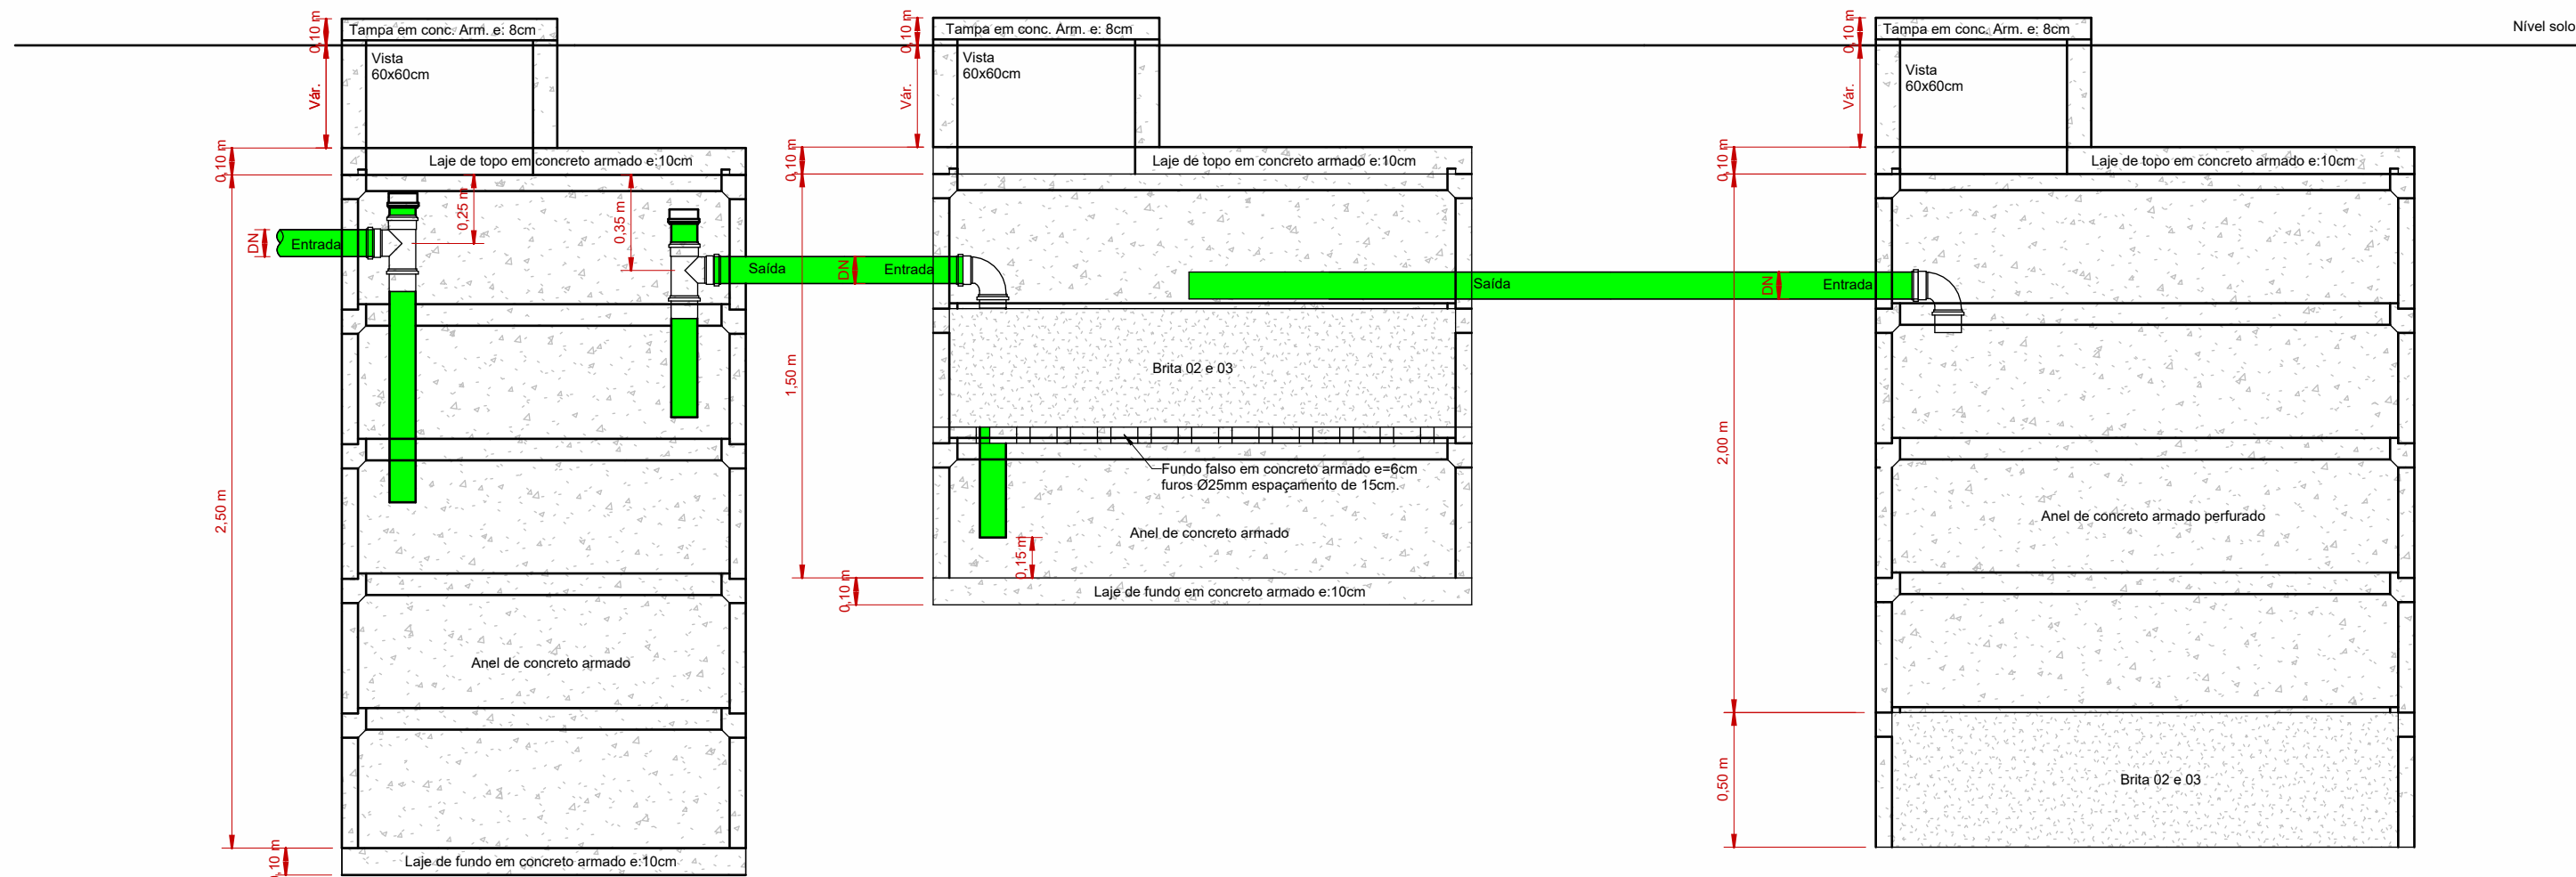 Tampa em conc. Arm. e: 8cm
Tampa em conc. Arm. e: 8cm
Tampa em conc. Arm. e: 8cm
Nível solo
0,10 m
0,10 m
0,10 m
Vista
60x60cm
Vista
60x60cm
Vista
60x60cm
Vár.
Vár.
Vár.
0,10 m
Laje de topo em concreto armado e:10cm
0,10 m
Laje de topo em concreto armado e:10cm
0,10 m
Laje de topo em concreto armado e:10cm
0,25 m
0,35 m
DN
Entrada
Saída
DN
Entrada
Saída
DN
Entrada
2,50 m
1,50 m
2,00 m
Brita 02 e 03
Fundo falso em concreto armado e=6cm
furos Ø25mm espaçamento de 15cm.
Anel de concreto armado
0,15 m
0,10 m
Laje de fundo em concreto armado e:10cm
Anel de concreto armado perfurado
Anel de concreto armado
0,50 m
Brita 02 e 03
Laje de fundo em concreto armado e:10cm
,10 m